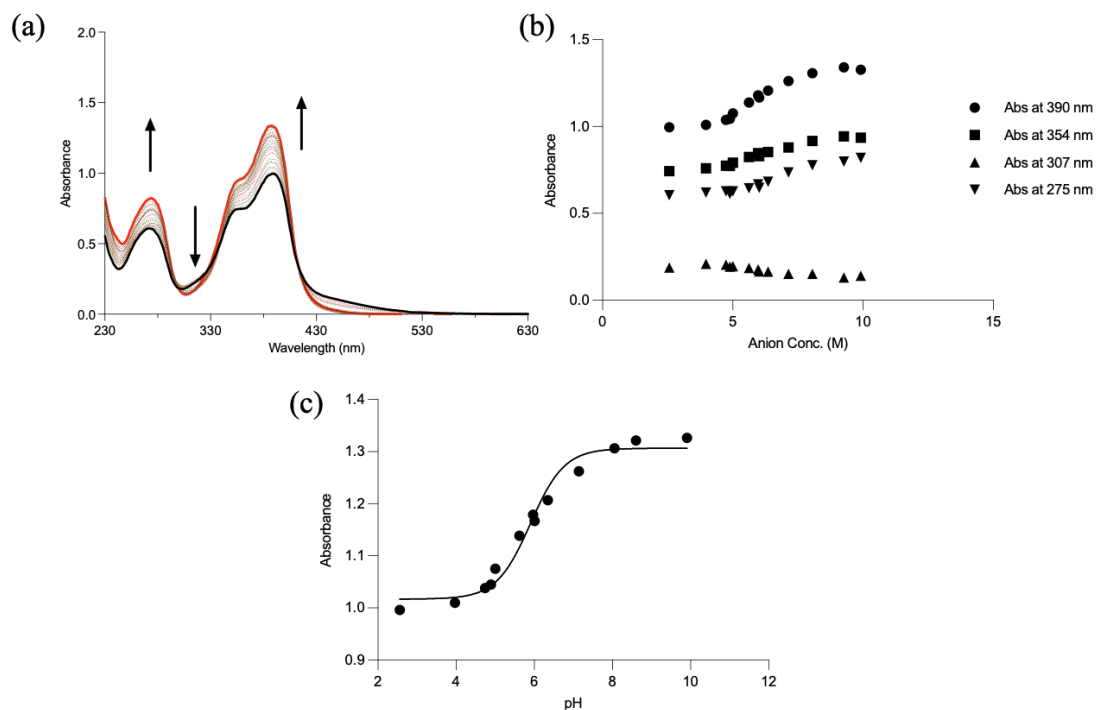 (a)
2.0
1.5
1.0
0.5
0.0
Absorbance
230
330
430
530
630
Wavelength (nm)
(b)
1.5
1.0
0.5
0.0
Absorbance
0
5
10
15
Anion Conc. (M)
Abs at 390 nm
Abs at 354 nm
Abs at 307 nm
Abs at 275 nm
(c)
1.4
1.3
1.2
1.1
1.0
0.9
Absorbance
2
4
6
8
10
12
pH